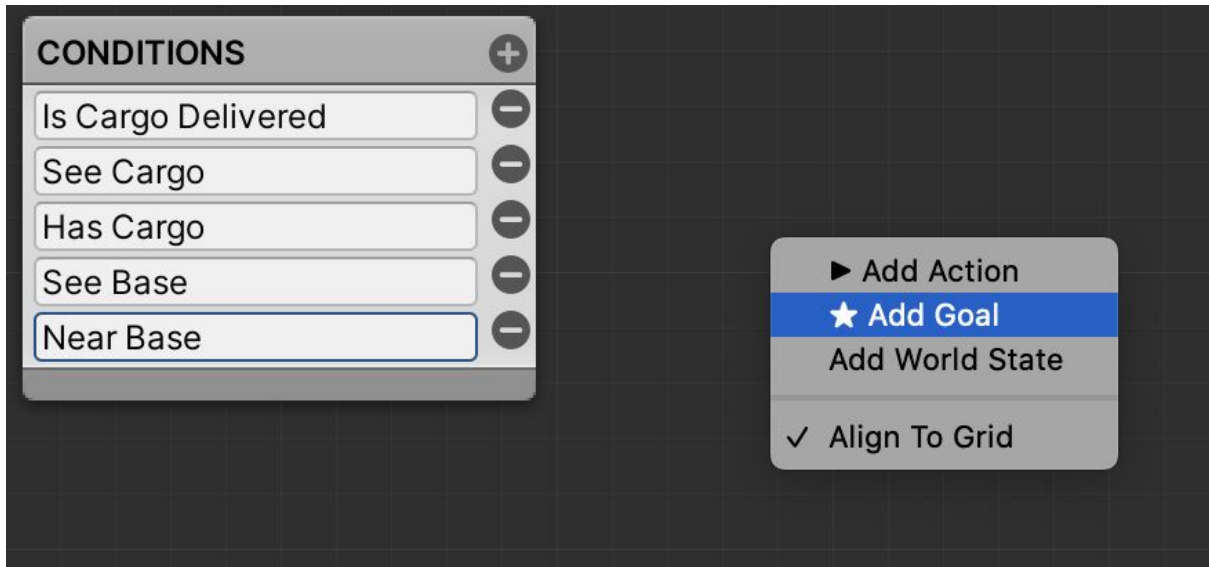 CONDITIONS
Is Cargo Delivered
See Cargo
Has Cargo
See Base
Near Base
Add Action
Add Goal
Add World State
Align To Grid